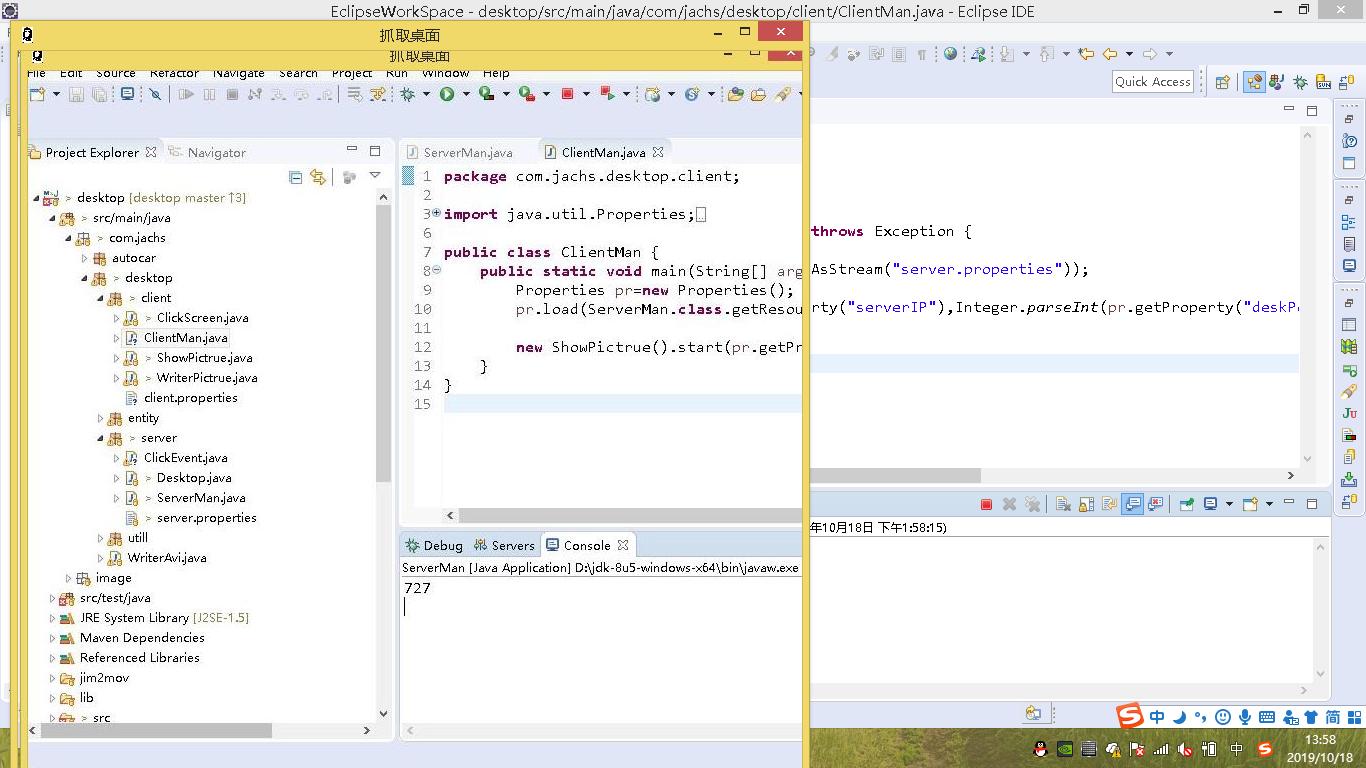 EclipseWorkSpace - desktop/src/main/java/com/jachs/desktop/client/ClientMan.java - Eclipse IDE
抓取桌面
抓取桌面
File Edit Source Refactor Navigate Search Project Run Window Help
Quick Access
Project Explorer Navigator
ServerMan.java ClientMan.java
desktop [desktop master ↑3]
> src/main/java
> com.jachs
autocar
> desktop
> client
> ClickScreen.java
ClientMan.java
> ShowPictrue.java
> WriterPictrue.java
client.properties
entity
> server
ClickEvent.java
> Desktop.java
> ServerMan.java
> server.properties
utill
WriterAvi.java
image
src/test/java
JRE System Library [J2SE-1.5]
Maven Dependencies
Referenced Libraries
jim2mov
lib
> src
1 package com.jachs.desktop.client;
2
3 import java.util.Properties;
6
7 public class ClientMan {
8 public static void main(String[] arg
9 Properties pr=new Properties();
10 pr.load(ServerMan.class.getResou
11
12 new ShowPictrue().start(pr.getPr
13 }
14 }
15
throws Exception {
AsStream("server.properties"));
rty("serverIP"),Integer.parseInt(pr.getProperty("deskP
Debug Servers Console
ServerMan [Java Application] D:\jdk-8u5-windows-x64\bin\javaw.exe
年10月18日 下午1:58:15)
727
中 简
中
13:58
2019/10/18